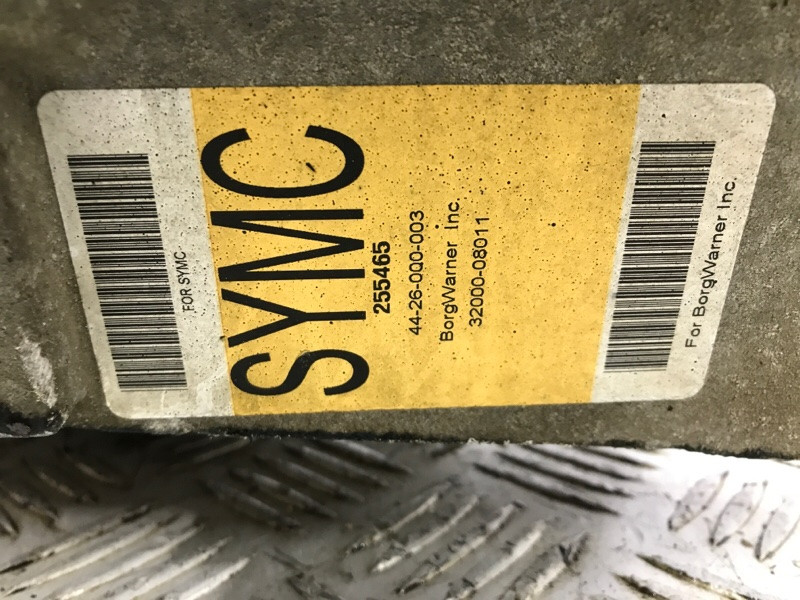 FOR SYMC
SYMC
255465
44-26-000-003
BorgWarner Inc.
32000-08011
For BorgWarner Inc.